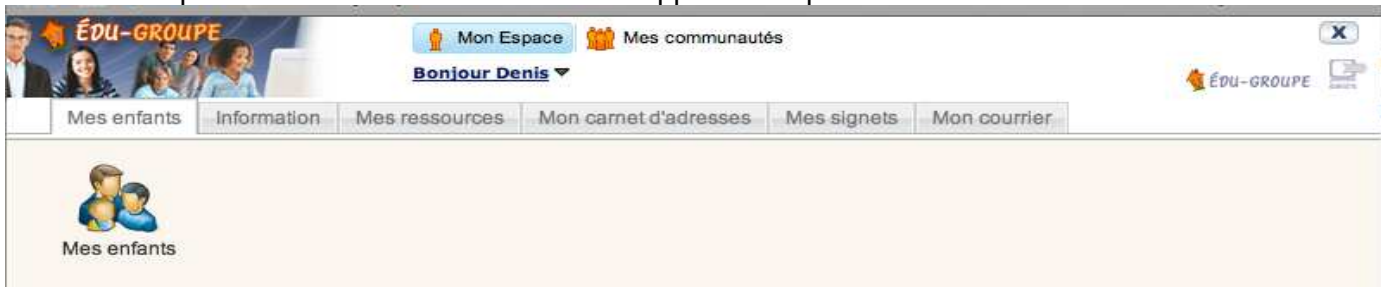 ÉDU-GROUPE
Mon Espace Mes communautés X
Bonjour Denis
ÉDU-GROUPE
Mes enfants Information Mes ressources Mon carnet d'adresses Mes signets Mon courrier
Mes enfants